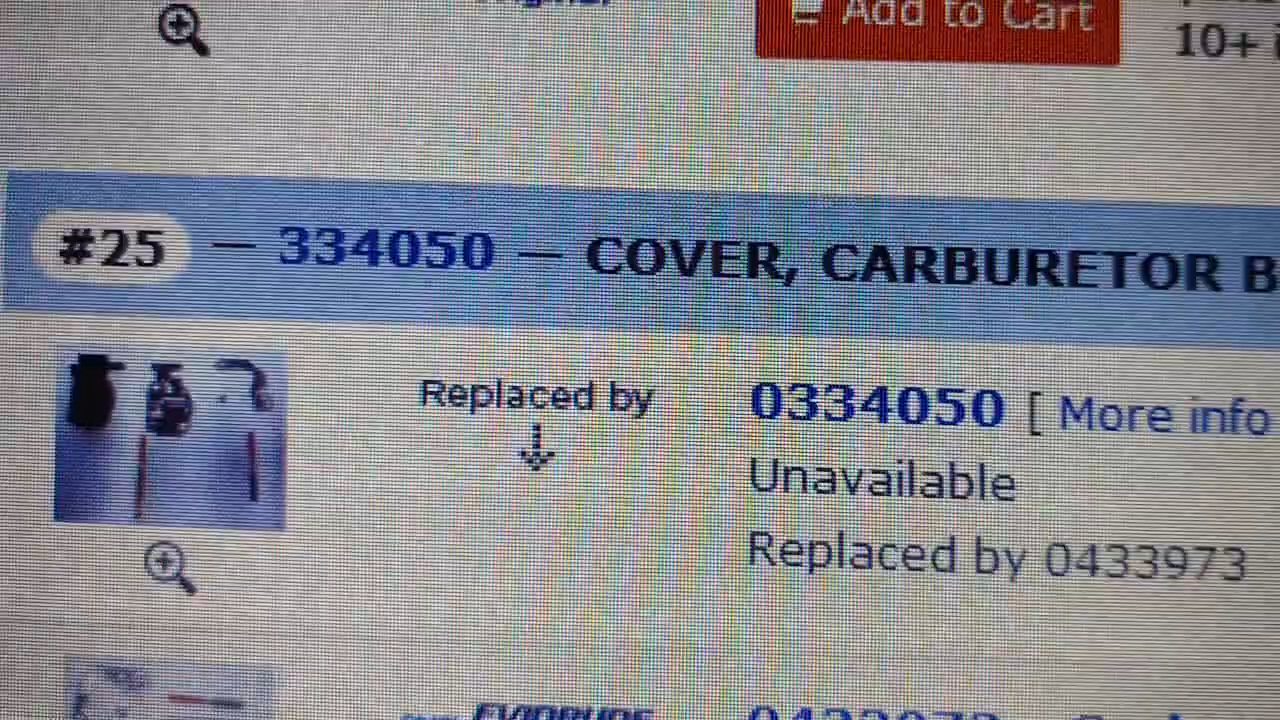 Add to Cart
10+
#25 — 334050 — COVER, CARBURETOR B
Replaced by
0334050 [ More info
Unavailable
Replaced by 0433973